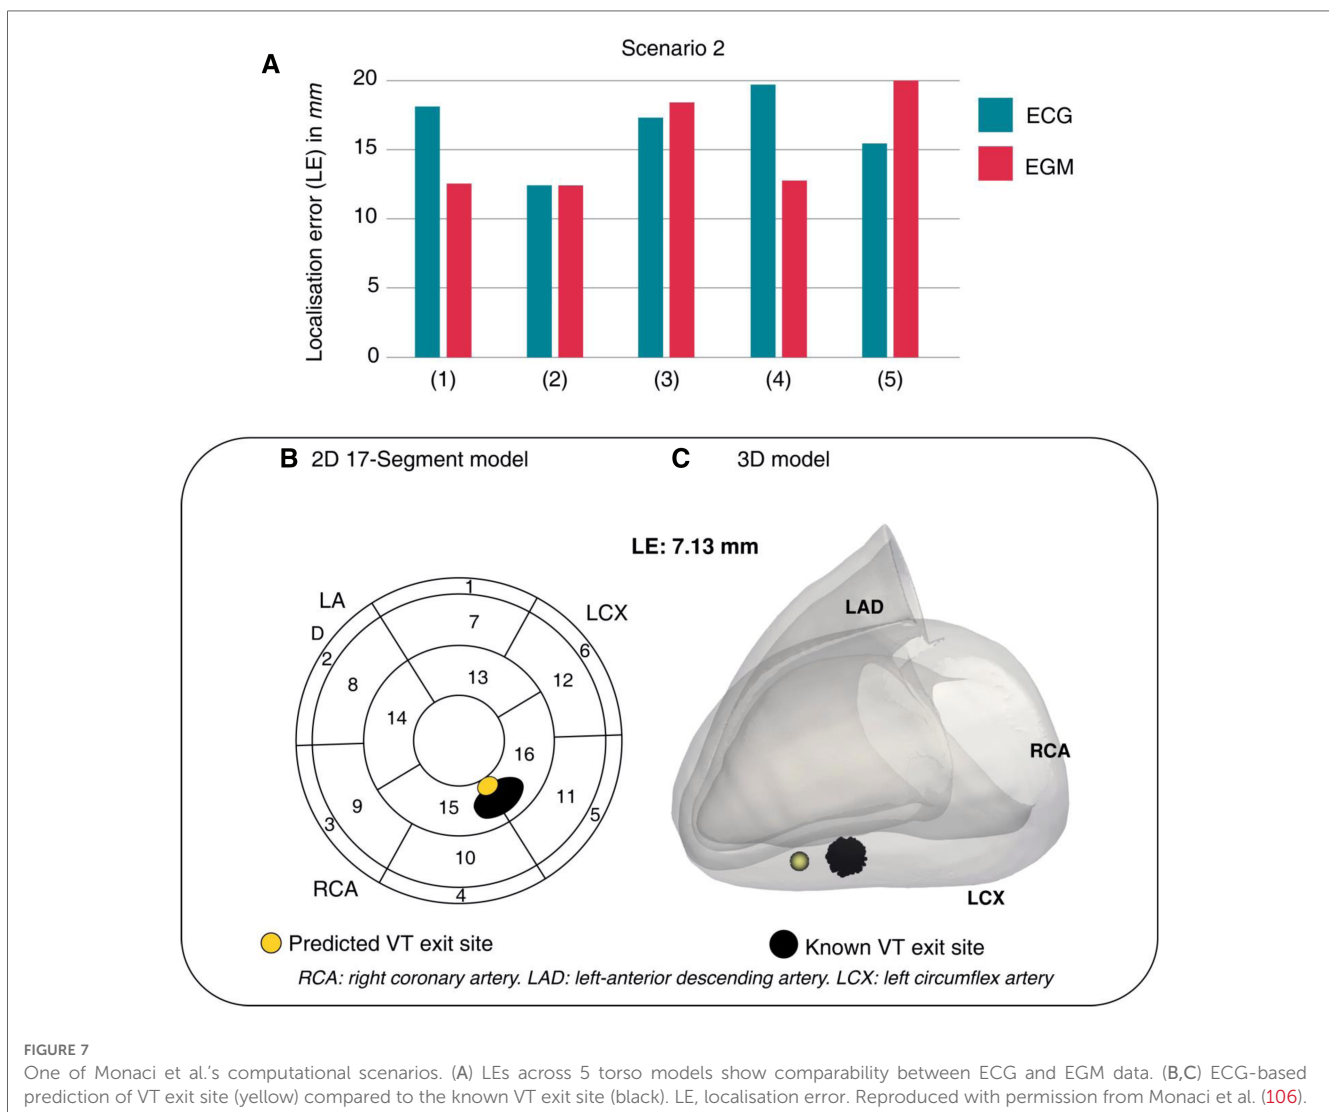 A
Scenario 2
Localisation error (LE) in mm
20
15
10
5
0
(1) (2) (3) (4) (5)
ECG
EGM
B 2D 17-Segment model
C 3D model
LE: 7.13 mm
LA
D
LCX
RCA
1
2
3
4
5
6
7
8
9
10
11
12
13
14
15
16
LAD
RCA
LCX
Predicted VT exit site
Known VT exit site
RCA: right coronary artery. LAD: left-anterior descending artery. LCX: left circumflex artery
FIGURE 7
One of Monaci et al.'s computational scenarios. (A) LEs across 5 torso models show comparability between ECG and EGM data. (B,C) ECG-based
prediction of VT exit site (yellow) compared to the known VT exit site (black). LE, localisation error. Reproduced with permission from Monaci et al. (106).